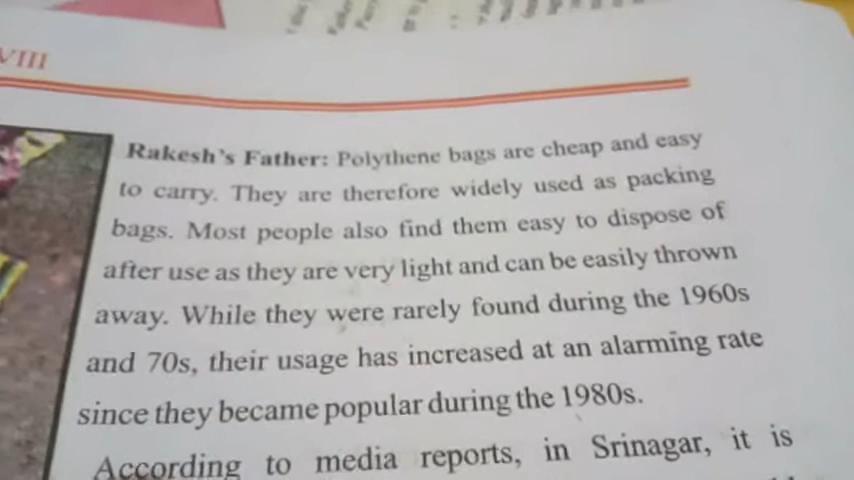 VIII
Rakesh's Father: Polythene bags are cheap and easy
to carry. They are therefore widely used as packing
bags. Most people also find them easy to dispose of
after use as they are very light and can be easily thrown
away. While they were rarely found during the 1960s
and 70s, their usage has increased at an alarming rate
since they became popular during the 1980s.
According to media reports, in Srinagar, it is